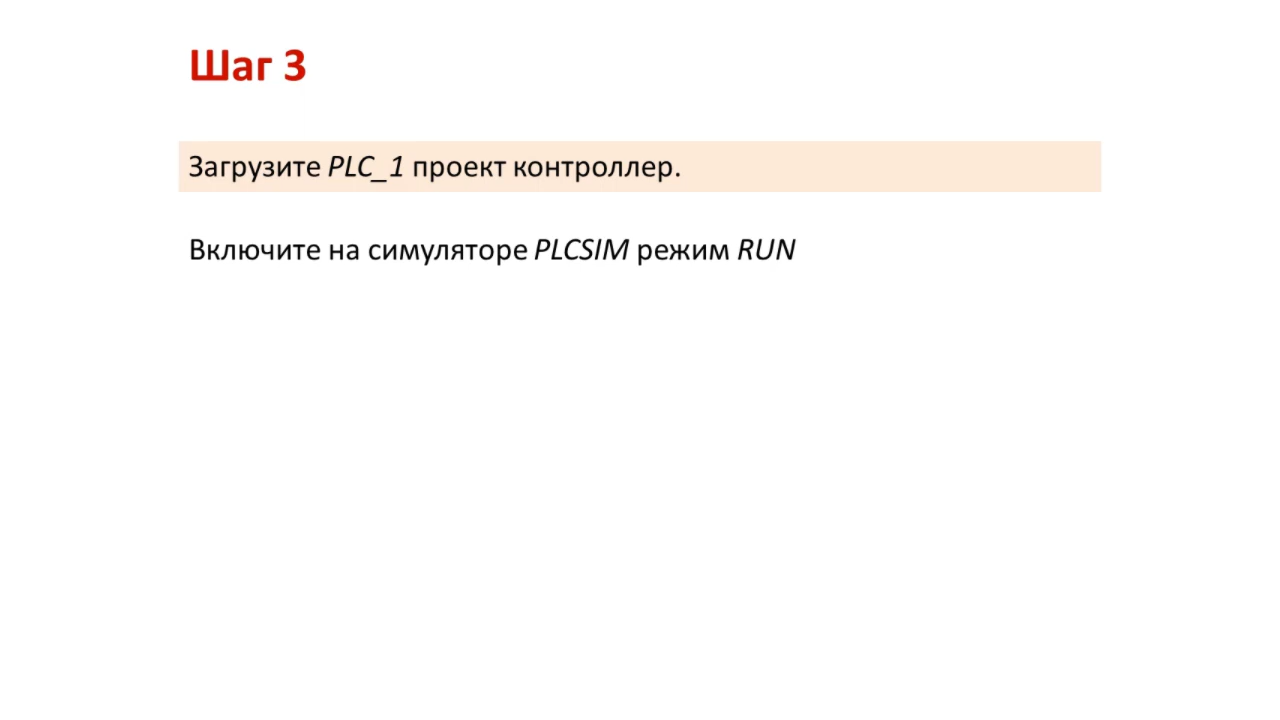 Шаг 3
Загрузите PLC_1 проект контроллер.
Включите на симуляторе PLCSIM режим RUN